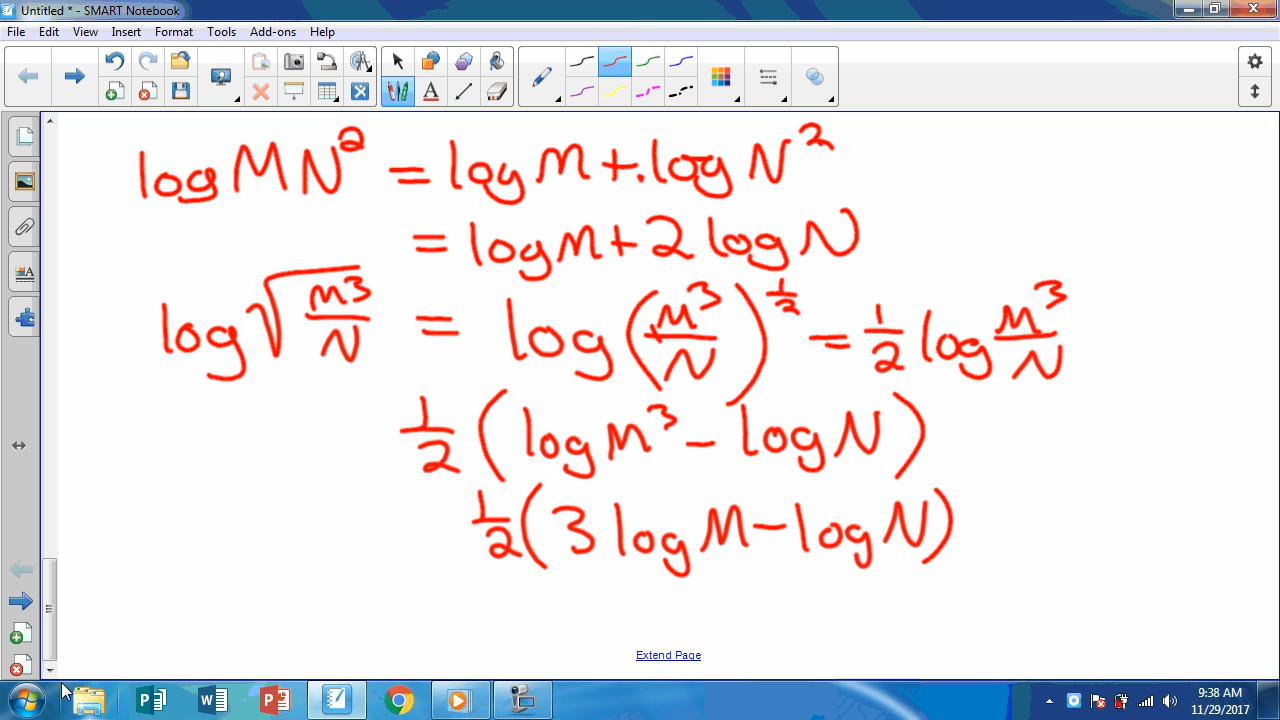 Untitled * - SMART Notebook
File Edit View Insert Format Tools Add-ons Help
log MN² = log M + log N²
= log M + 2 log N
log √(M³/N) = log (M³/N)^½ = ½ log M³/N
½ (log M³ - log N)
½ (3 log M - log N)
Extend Page
9:38 AM
11/29/2017